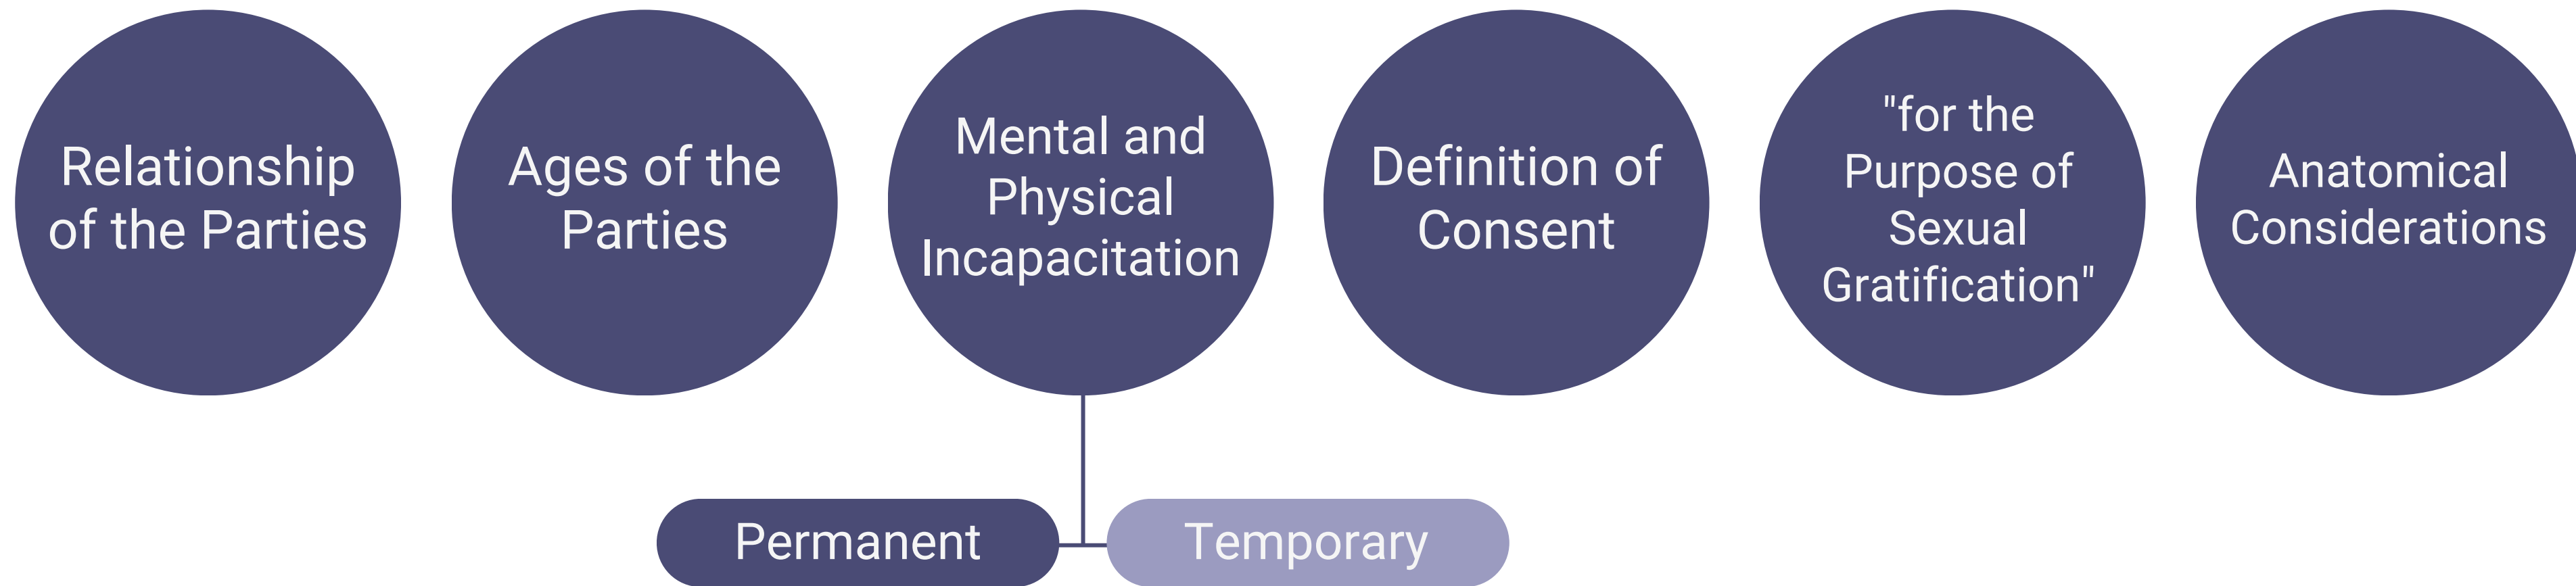 Relationship
of the Parties
Ages of the
Parties
Mental and
Physical
Incapacitation
Definition of
Consent
"for the
Purpose of
Sexual
Gratification"
Anatomical
Considerations
Permanent
Temporary